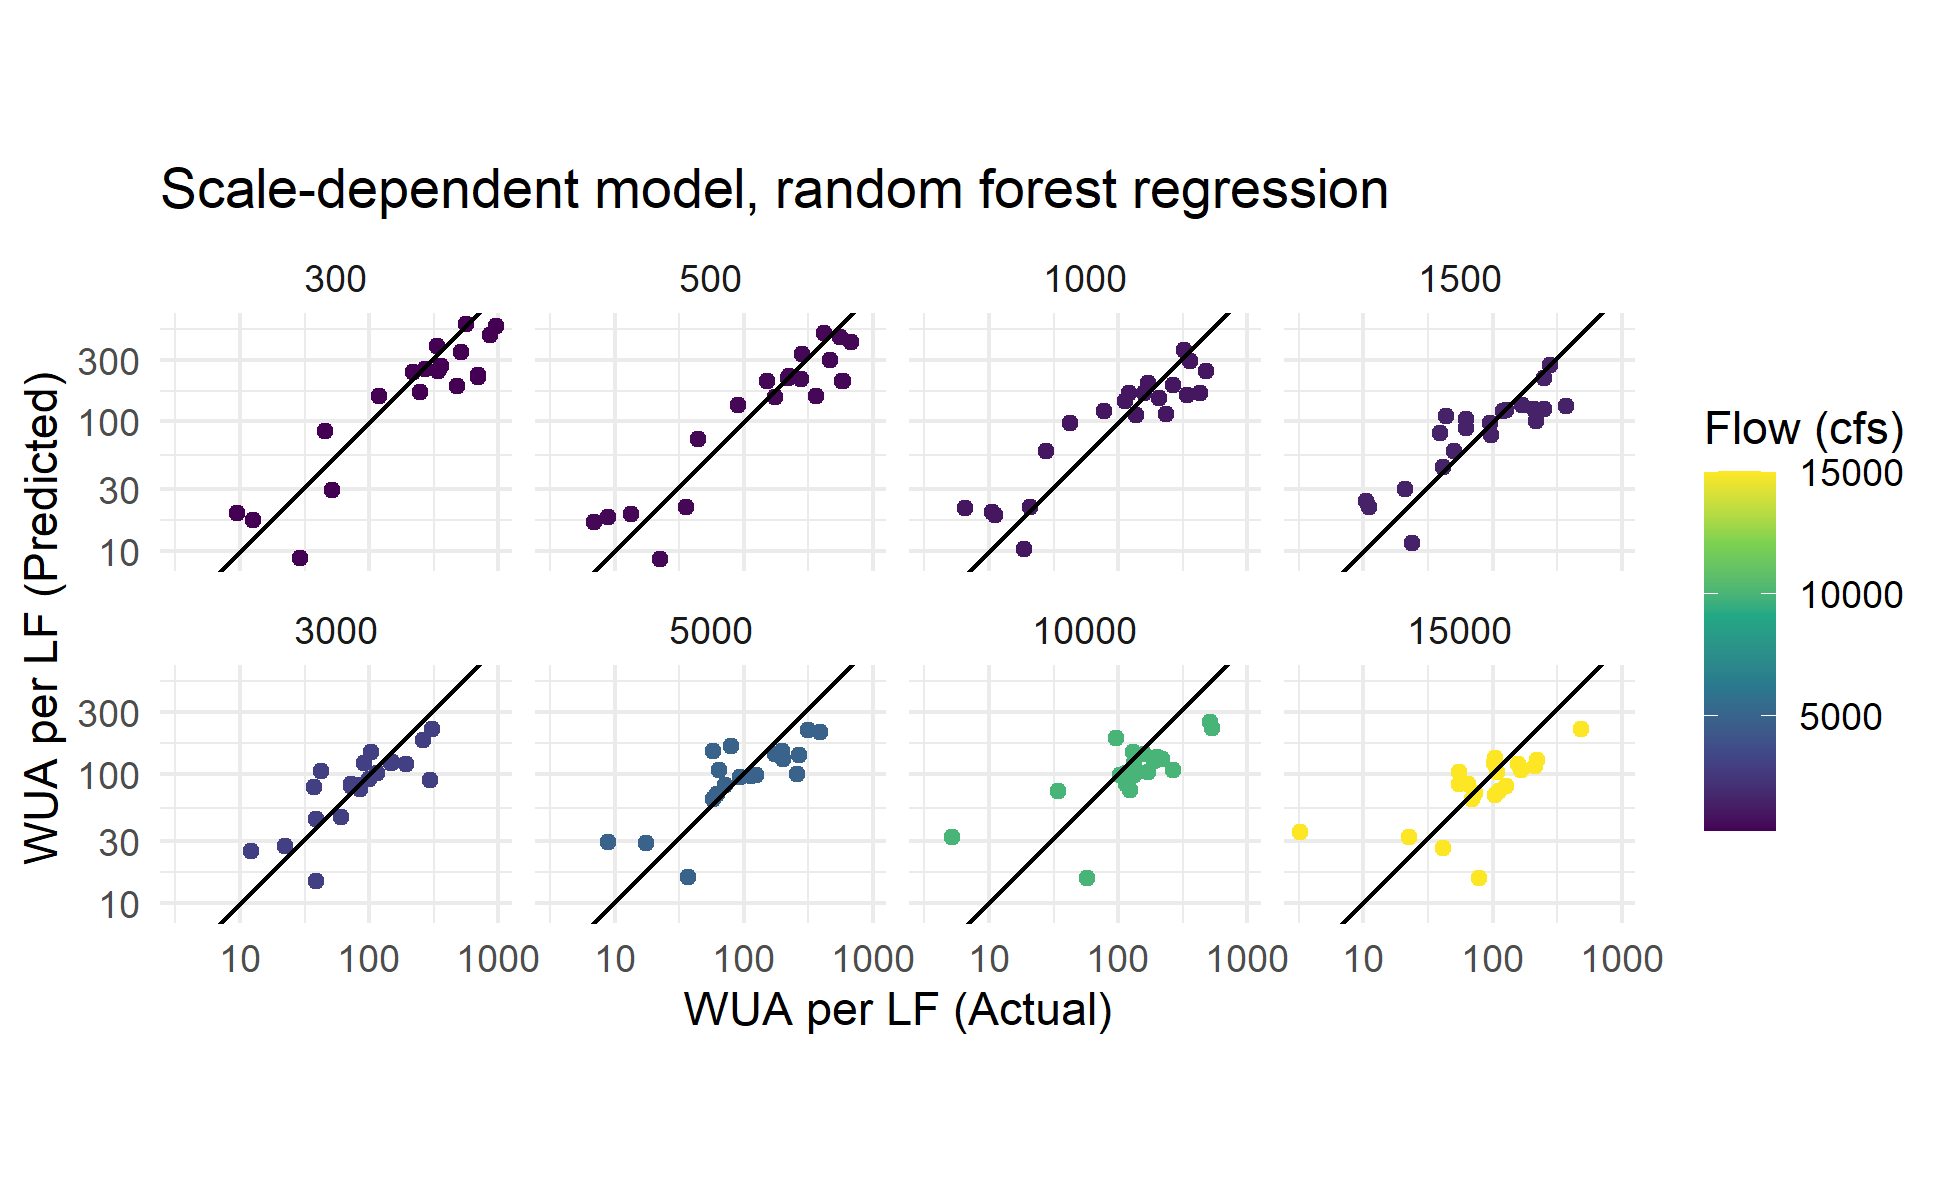 Scale-dependent model, random forest regression
300 500 1000 1500
300
100
30
10
3000 5000 10000 15000
300
100
30
10
10 100 1000 10 100 1000 10 100 1000 10 100 1000
WUA per LF (Actual)
WUA per LF (Predicted)
Flow (cfs)
15000
10000
5000